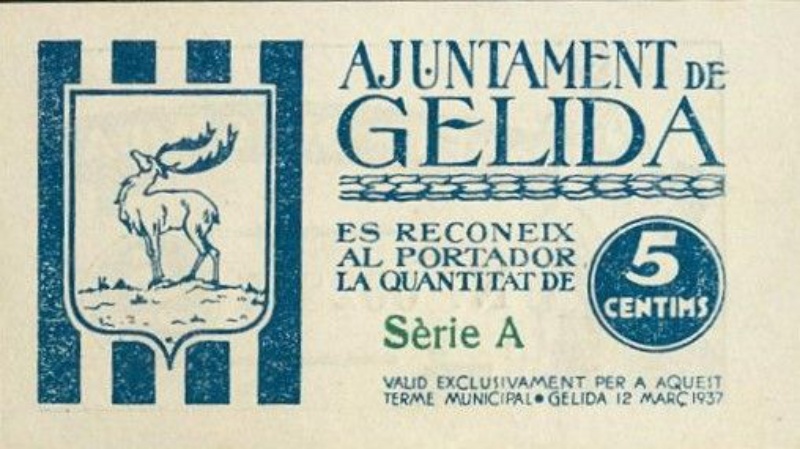 AJUNTAMENT DE
GELIDA
ES RECONEIX
AL PORTADOR
LA QUANTITAT DE
5
CENTIMS
Sèrie A
VALID EXCLUSIVAMENT PER A AQUEST
TERME MUNICIPAL • GELIDA 12 MARÇ 1937